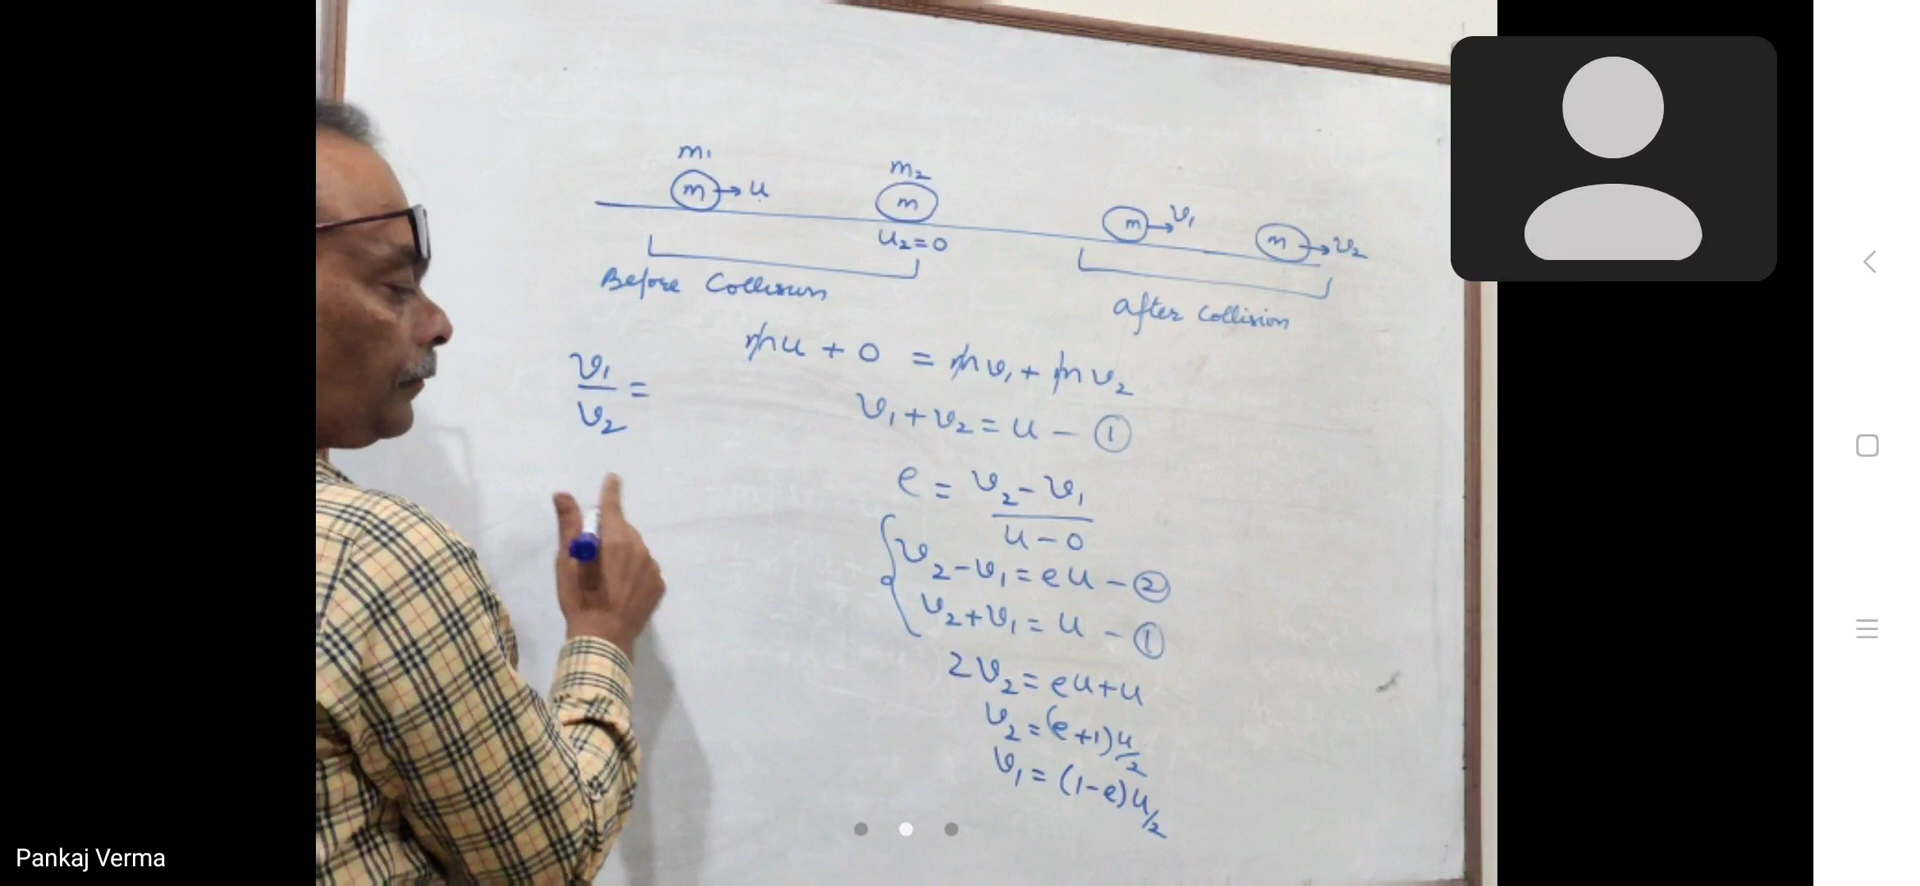 m₁
m → u
m₂
m
u₂=0
m → v₁
m → v₂
Before Collision
after Collision
mu + 0 = mv₁ + mv₂
v₁/v₂ =
v₁+v₂ = u - ①
e = (v₂-v₁)/(u-0)
v₂-v₁ = eu - ②
v₂+v₁ = u - ①
2v₂ = eu+u
v₂ = (e+1)u/2
v₁ = (1-e)u/2
Pankaj Verma